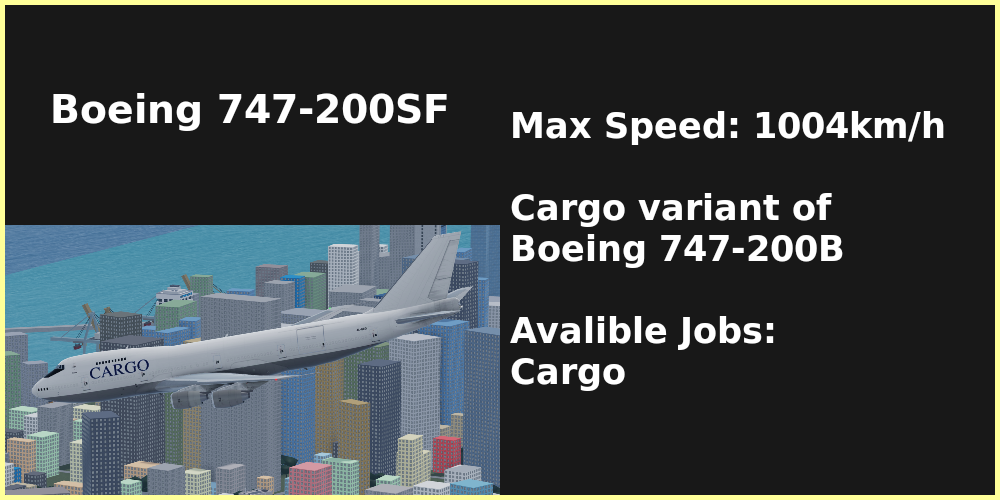 Boeing 747-200SF
Max Speed: 1004km/h
Cargo variant of
Boeing 747-200B
Avalible Jobs:
Cargo
CARGO